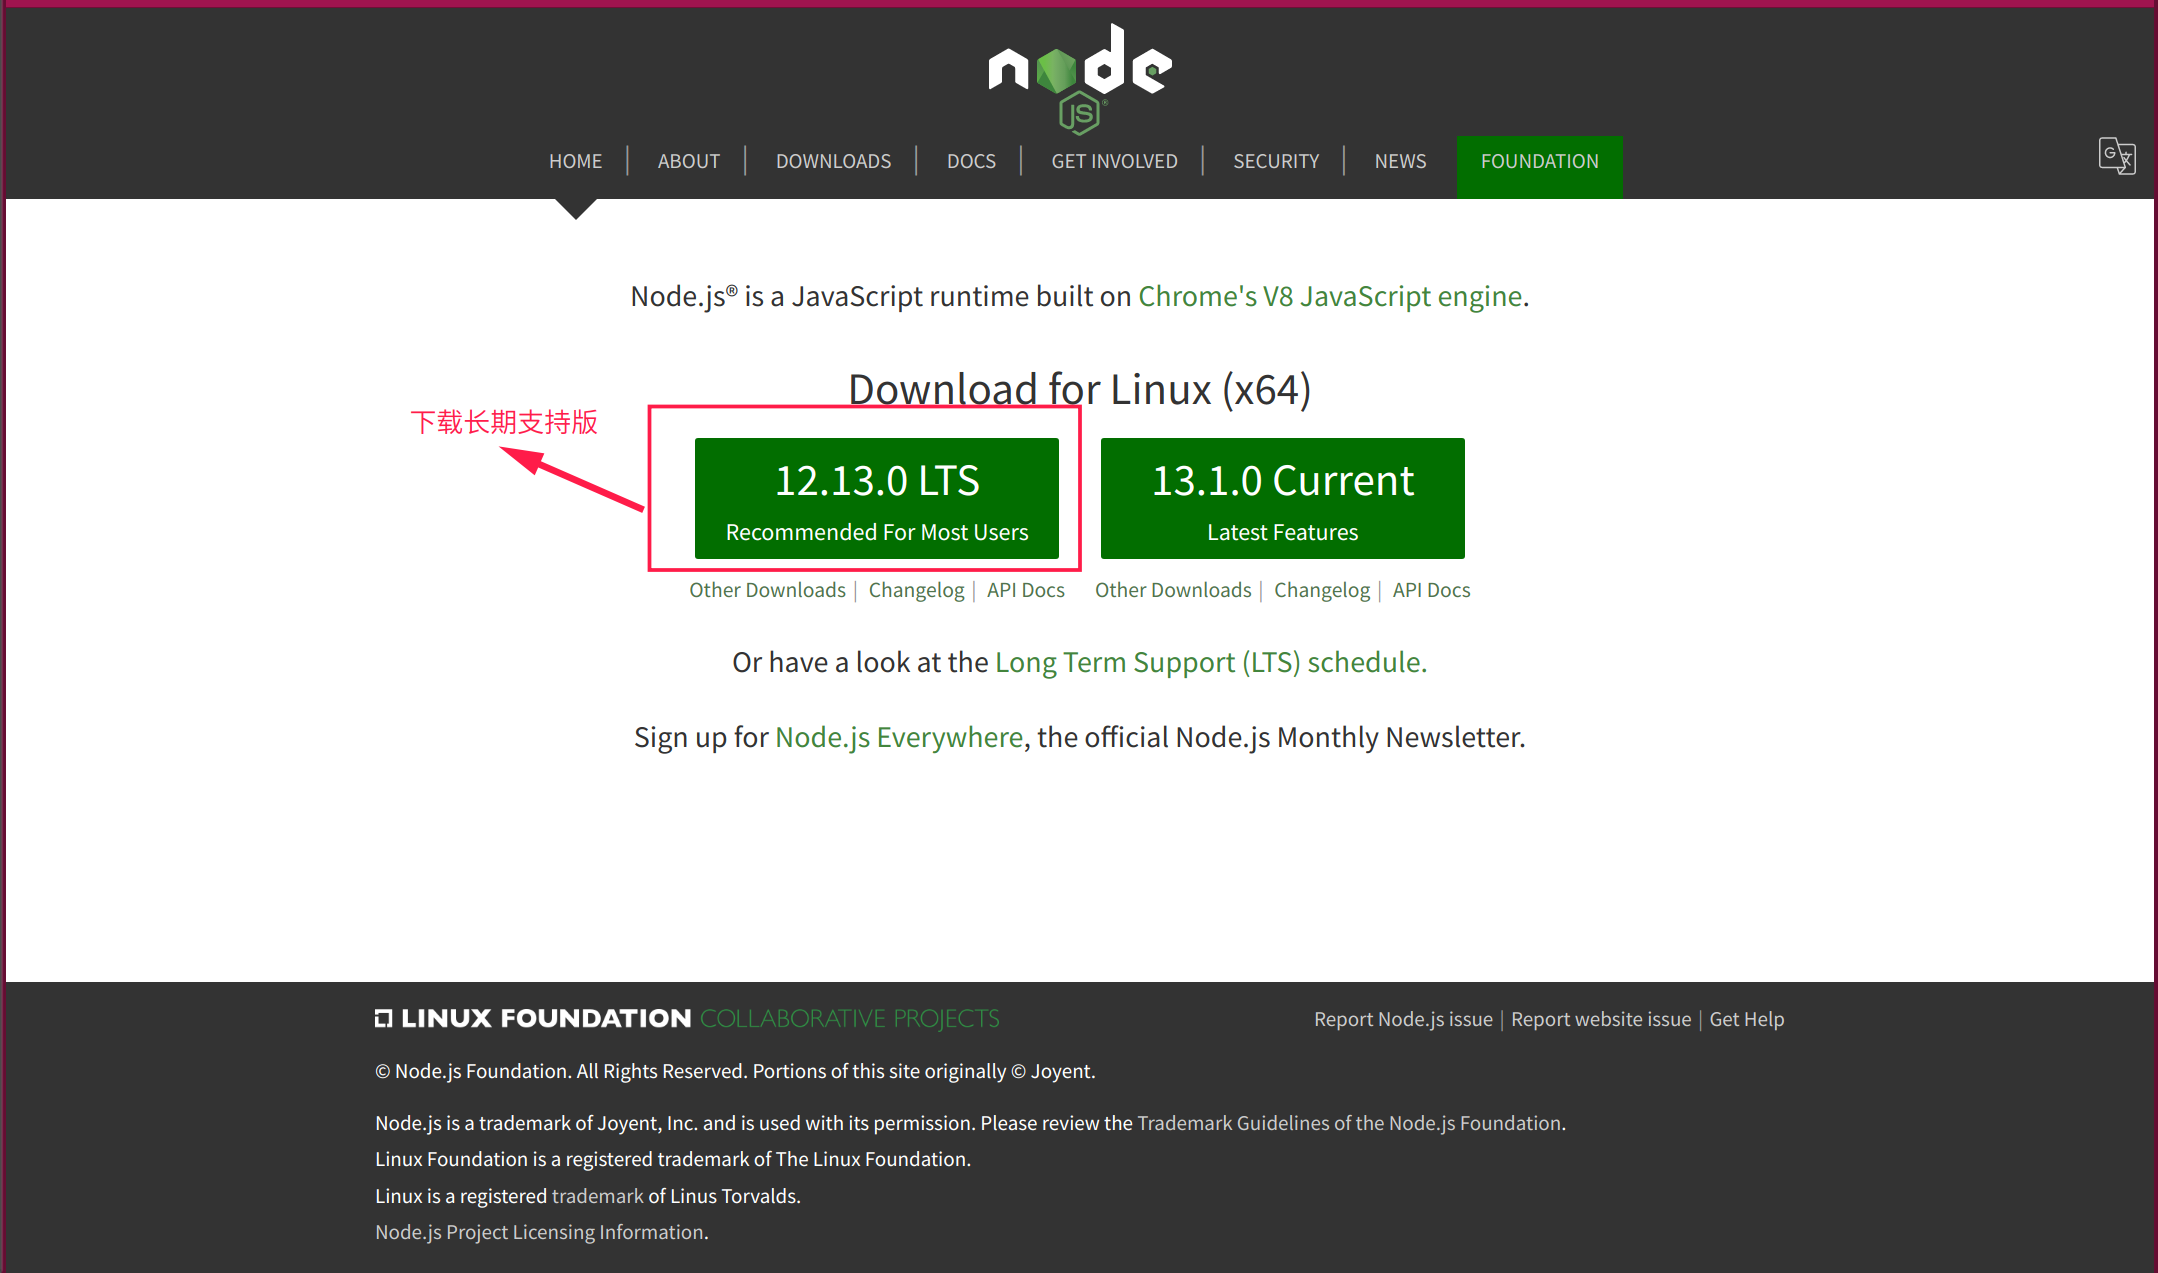 node
JS®
HOME | ABOUT | DOWNLOADS | DOCS | GET INVOLVED | SECURITY | NEWS FOUNDATION
G文
Node.js® is a JavaScript runtime built on Chrome's V8 JavaScript engine.
Download for Linux (x64)
下载长期支持版
12.13.0 LTS
Recommended For Most Users
13.1.0 Current
Latest Features
Other Downloads | Changelog | API Docs
Other Downloads | Changelog | API Docs
Or have a look at the Long Term Support (LTS) schedule.
Sign up for Node.js Everywhere, the official Node.js Monthly Newsletter.
LINUX FOUNDATION COLLABORATIVE PROJECTS
Report Node.js issue | Report website issue | Get Help
© Node.js Foundation. All Rights Reserved. Portions of this site originally © Joyent.
Node.js is a trademark of Joyent, Inc. and is used with its permission. Please review the Trademark Guidelines of the Node.js Foundation.
Linux Foundation is a registered trademark of The Linux Foundation.
Linux is a registered trademark of Linus Torvalds.
Node.js Project Licensing Information.